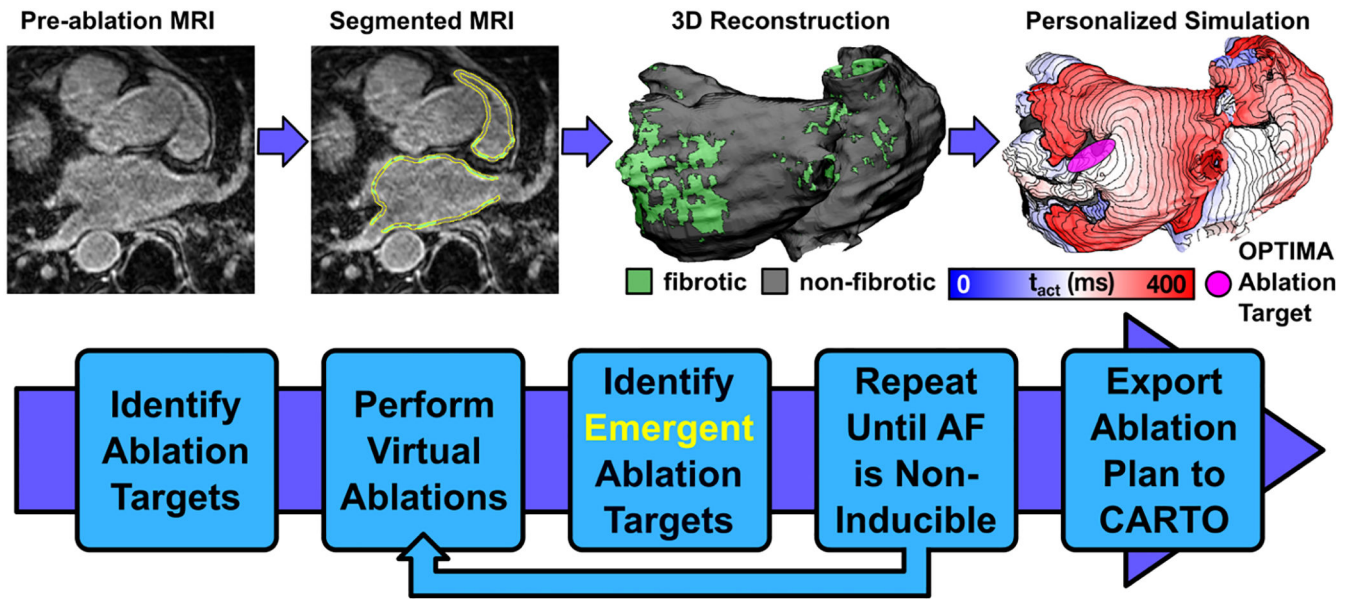 Pre-ablation MRI
Segmented MRI
3D Reconstruction
Personalized Simulation
fibrotic
non-fibrotic
0
t_act (ms)
400
OPTIMA
Ablation
Target
Identify
Ablation
Targets
Perform
Virtual
Ablations
Identify
Emergent
Ablation
Targets
Repeat
Until AF
is Non-
Inducible
Export
Ablation
Plan to
CARTO